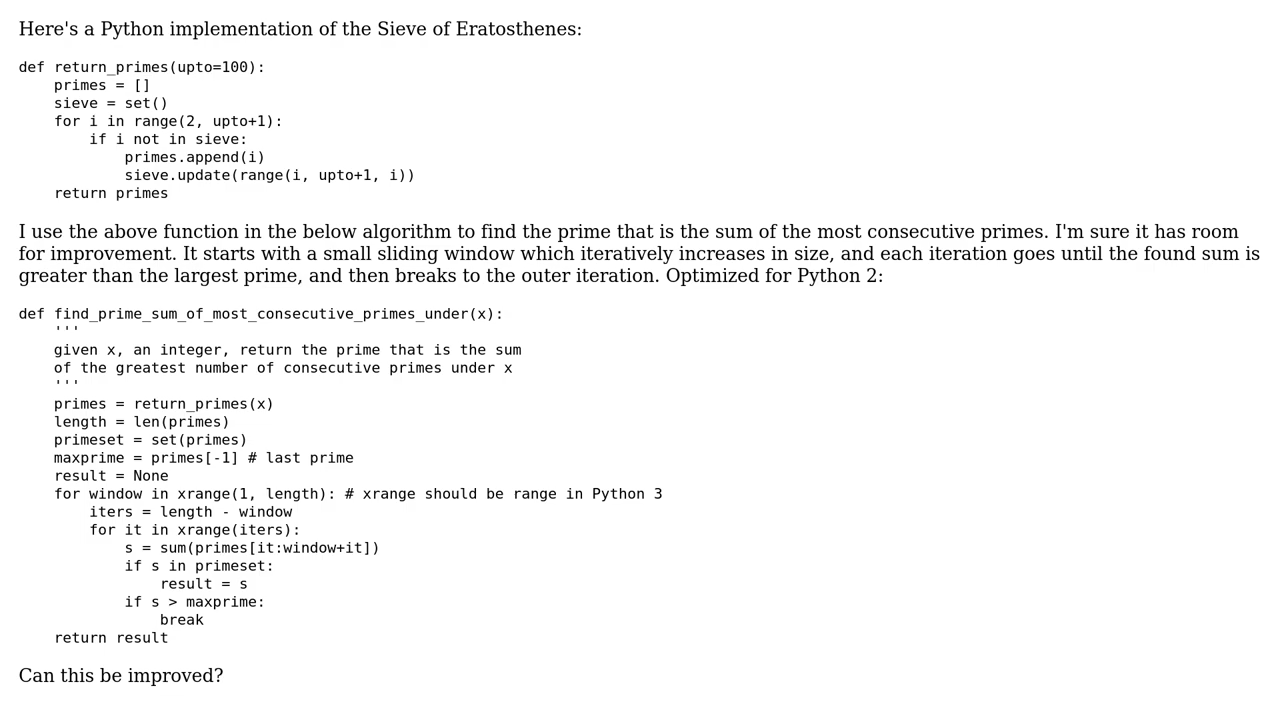 Here's a Python implementation of the Sieve of Eratosthenes:
def return_primes(upto=100):
    primes = []
    sieve = set()
    for i in range(2, upto+1):
        if i not in sieve:
            primes.append(i)
            sieve.update(range(i, upto+1, i))
    return primes
I use the above function in the below algorithm to find the prime that is the sum of the most consecutive primes. I'm sure it has room
for improvement. It starts with a small sliding window which iteratively increases in size, and each iteration goes until the found sum is
greater than the largest prime, and then breaks to the outer iteration. Optimized for Python 2:
def find_prime_sum_of_most_consecutive_primes_under(x):
    '''
    given x, an integer, return the prime that is the sum
    of the greatest number of consecutive primes under x
    '''
    primes = return_primes(x)
    length = len(primes)
    primeset = set(primes)
    maxprime = primes[-1] # last prime
    result = None
    for window in xrange(1, length): # xrange should be range in Python 3
        iters = length - window
        for it in xrange(iters):
            s = sum(primes[it:window+it])
            if s in primeset:
                result = s
            if s > maxprime:
                break
    return result
Can this be improved?